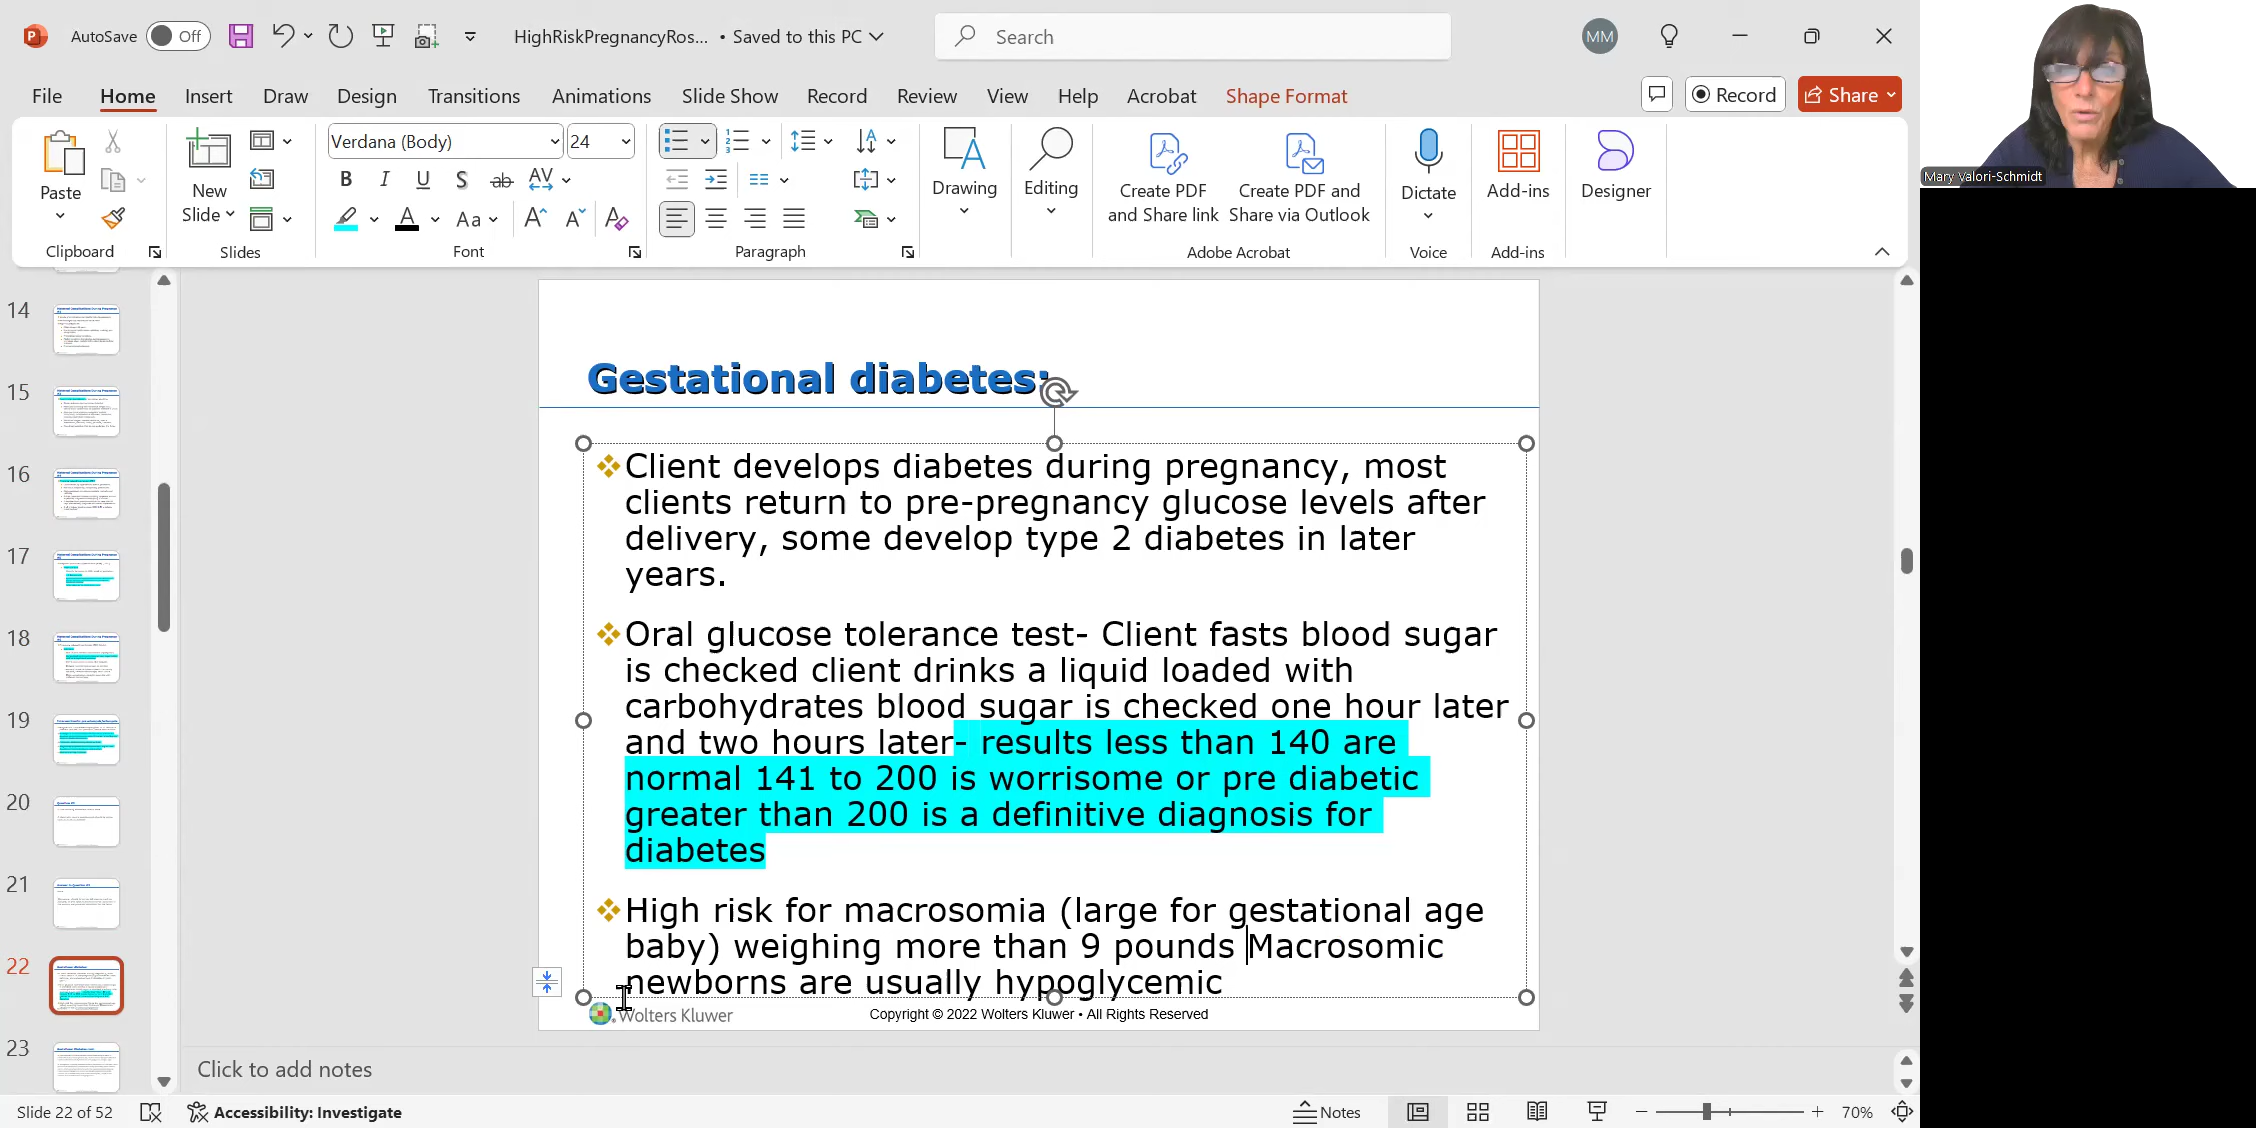 AutoSave Off HighRiskPregnancyRos... • Saved to this PC Search MM
File Home Insert Draw Design Transitions Animations Slide Show Record Review View Help Acrobat Shape Format Record Share
Paste
Clipboard
New
Slide
Slides
Verdana (Body) 24
B I U S ab AV
A Aa A A A
Font
Paragraph
Drawing
Editing
Create PDF
and Share link
Create PDF and
Share via Outlook
Adobe Acrobat
Dictate
Voice
Add-ins
Add-ins
Designer
Mary Valori-Schmidt
14
15
16
17
18
19
20
21
22
23
Gestational diabetes:
Client develops diabetes during pregnancy, most
clients return to pre-pregnancy glucose levels after
delivery, some develop type 2 diabetes in later
years.
Oral glucose tolerance test- Client fasts blood sugar
is checked client drinks a liquid loaded with
carbohydrates blood sugar is checked one hour later
and two hours later- results less than 140 are
normal 141 to 200 is worrisome or pre diabetic
greater than 200 is a definitive diagnosis for
diabetes
High risk for macrosomia (large for gestational age
baby) weighing more than 9 pounds Macrosomic
newborns are usually hypoglycemic
Wolters Kluwer
Copyright © 2022 Wolters Kluwer • All Rights Reserved
Click to add notes
Slide 22 of 52 Accessibility: Investigate Notes 70%